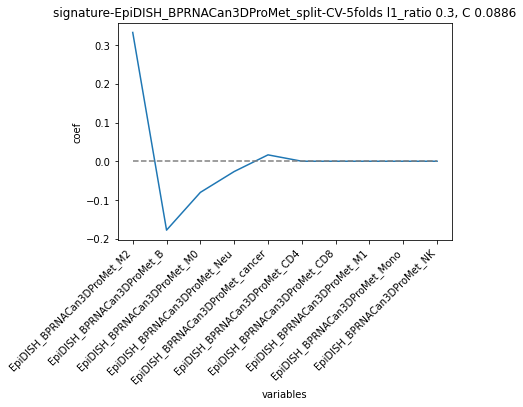 signature-EpiDISH_BPRNACan3DProMet_split-CV-5folds l1_ratio 0.3, C 0.0886
0.3
0.2
0.1
0.0
−0.1
−0.2
coef
EpiDISH_BPRNACan3DProMet_M2
EpiDISH_BPRNACan3DProMet_B
EpiDISH_BPRNACan3DProMet_M0
EpiDISH_BPRNACan3DProMet_Neu
EpiDISH_BPRNACan3DProMet_cancer
EpiDISH_BPRNACan3DProMet_CD4
EpiDISH_BPRNACan3DProMet_CD8
EpiDISH_BPRNACan3DProMet_M1
EpiDISH_BPRNACan3DProMet_Mono
EpiDISH_BPRNACan3DProMet_NK
variables